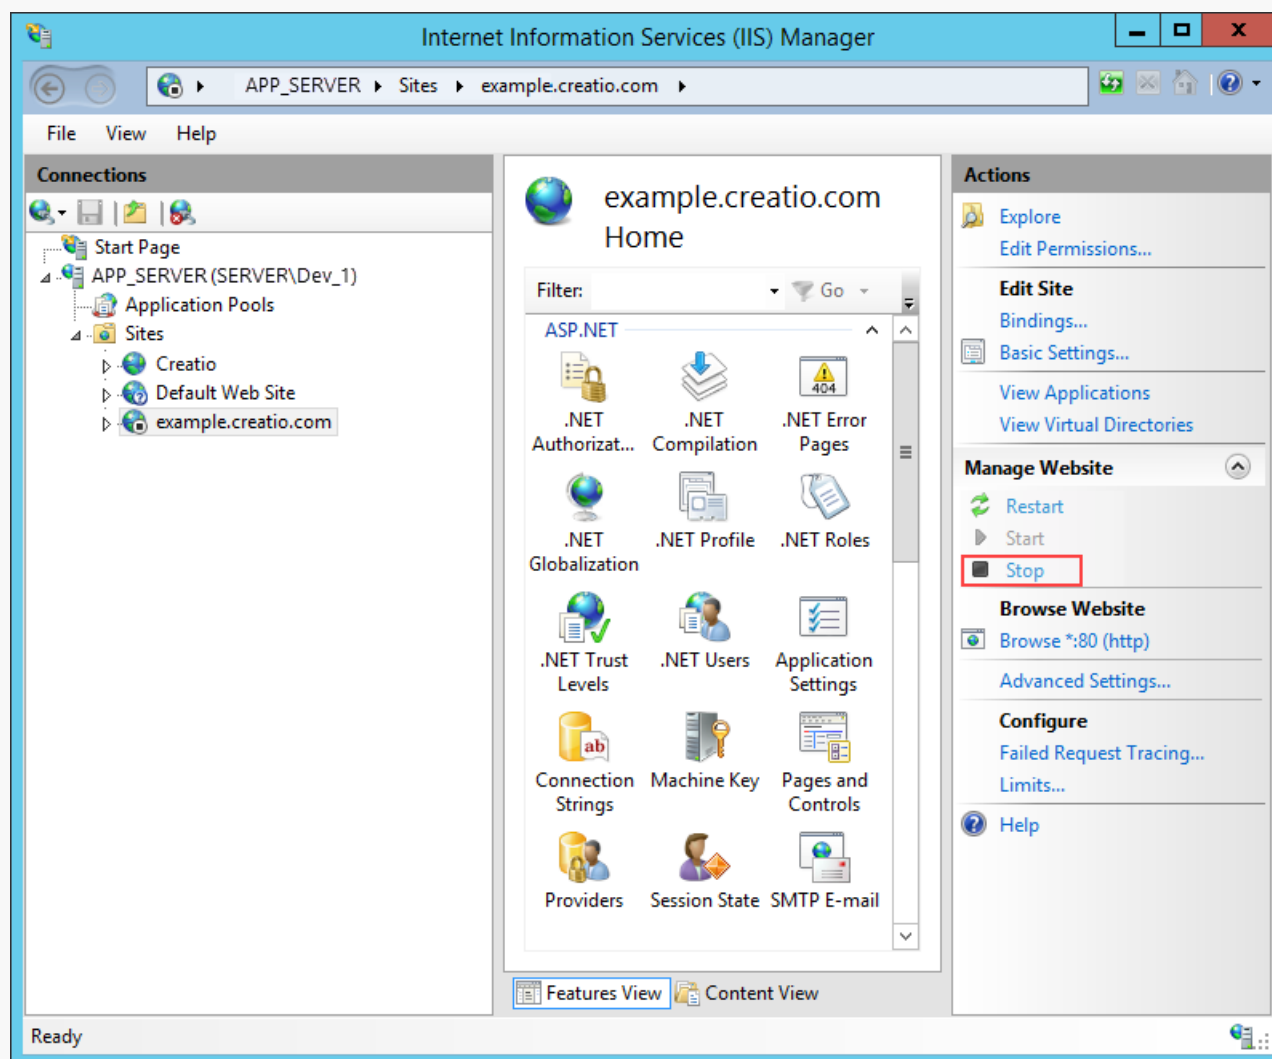 Internet Information Services (IIS) Manager
APP_SERVER Sites example.creatio.com
File View Help
Connections
Start Page
APP_SERVER (SERVER\Dev_1)
Application Pools
Sites
Creatio
Default Web Site
example.creatio.com
example.creatio.com
Home
Filter: Go
ASP.NET
404
.NET
Authorizat...
.NET
Compilation
.NET Error
Pages
.NET
Globalization
.NET Profile
.NET Roles
.NET Trust
Levels
.NET Users
Application
Settings
ab
Connection
Strings
Machine Key
Pages and
Controls
Providers
Session State
SMTP E-mail
Features View
Content View
Actions
Explore
Edit Permissions...
Edit Site
Bindings...
Basic Settings...
View Applications
View Virtual Directories
Manage Website
Restart
Start
Stop
Browse Website
Browse *:80 (http)
Advanced Settings...
Configure
Failed Request Tracing...
Limits...
Help
Ready